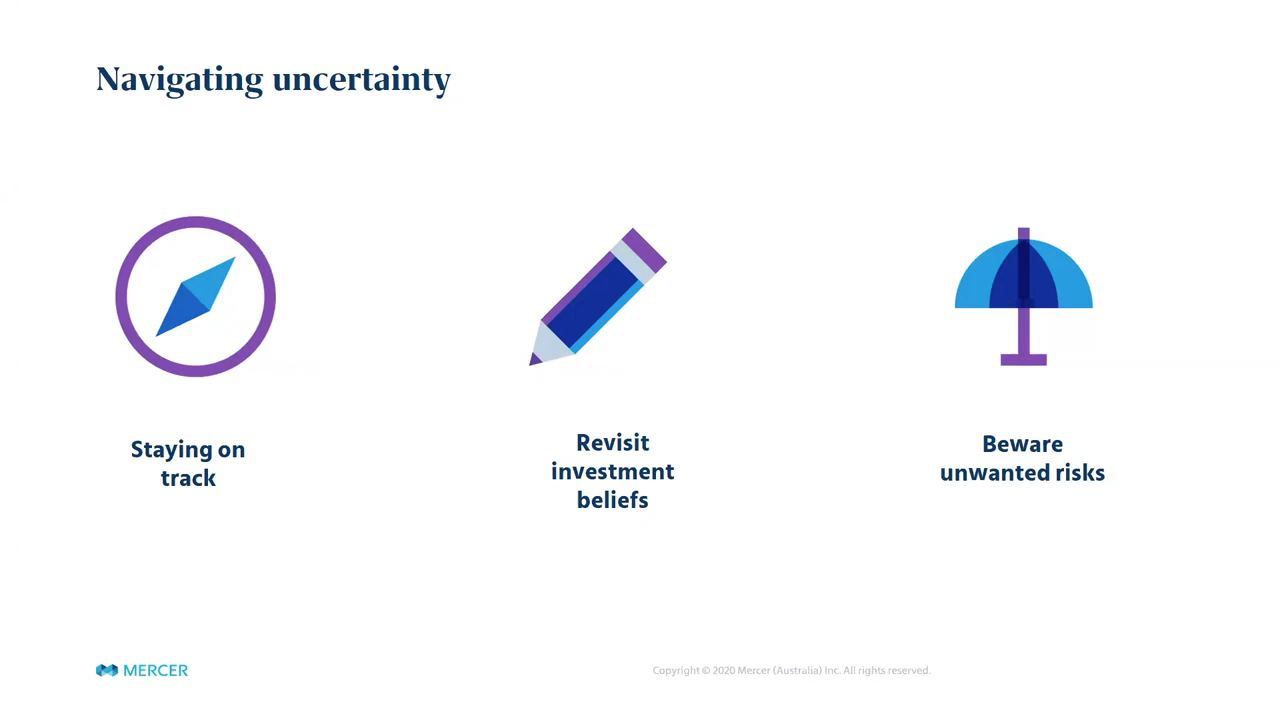 Navigating uncertainty
Staying on
track
Revisit
investment
beliefs
Beware
unwanted risks
MERCER
Copyright © 2020 Mercer (Australia) Inc. All rights reserved.